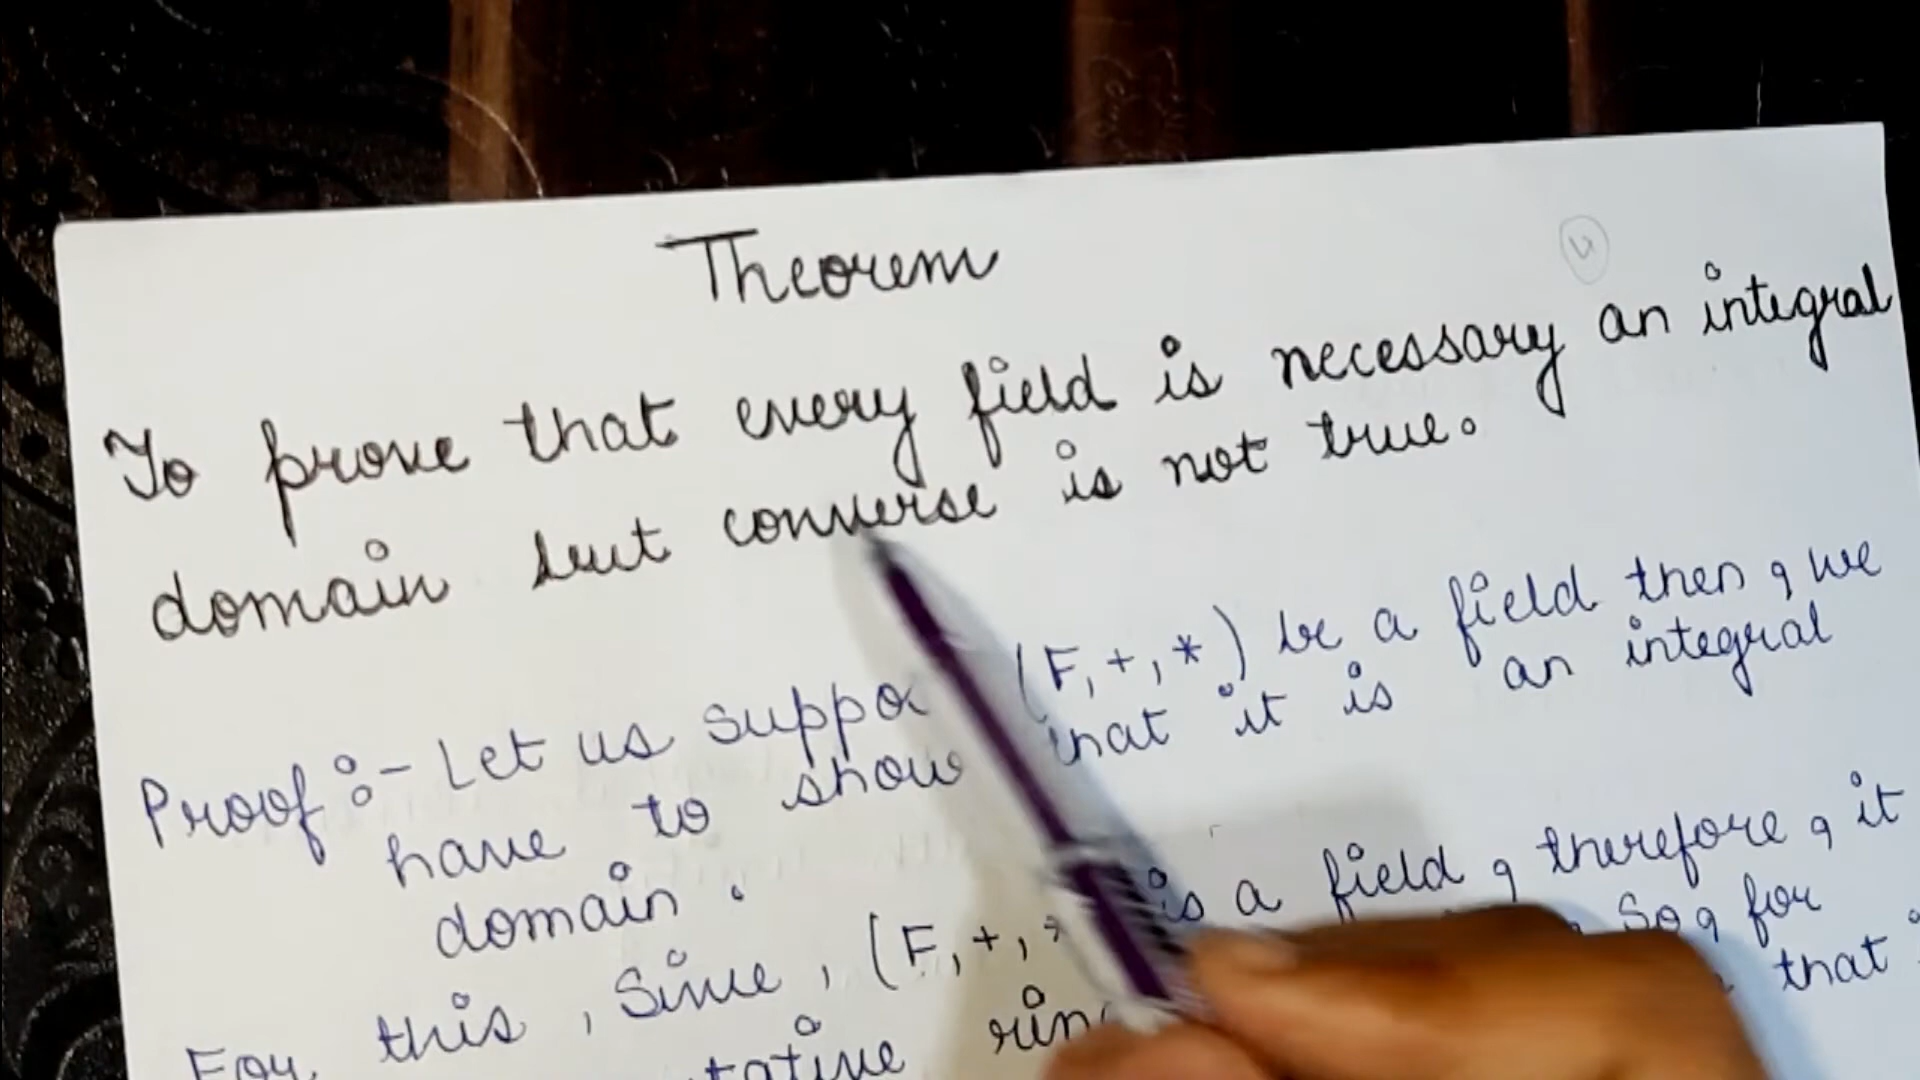 Theorem
To prove that every field is necessary an integral
domain but converse is not true.
Proof :- Let us (F, +, *) be a field then, we
have to show that it is an integral
domain.
For this, Since, (F, +, * is a field, therefore, it
So, for
that